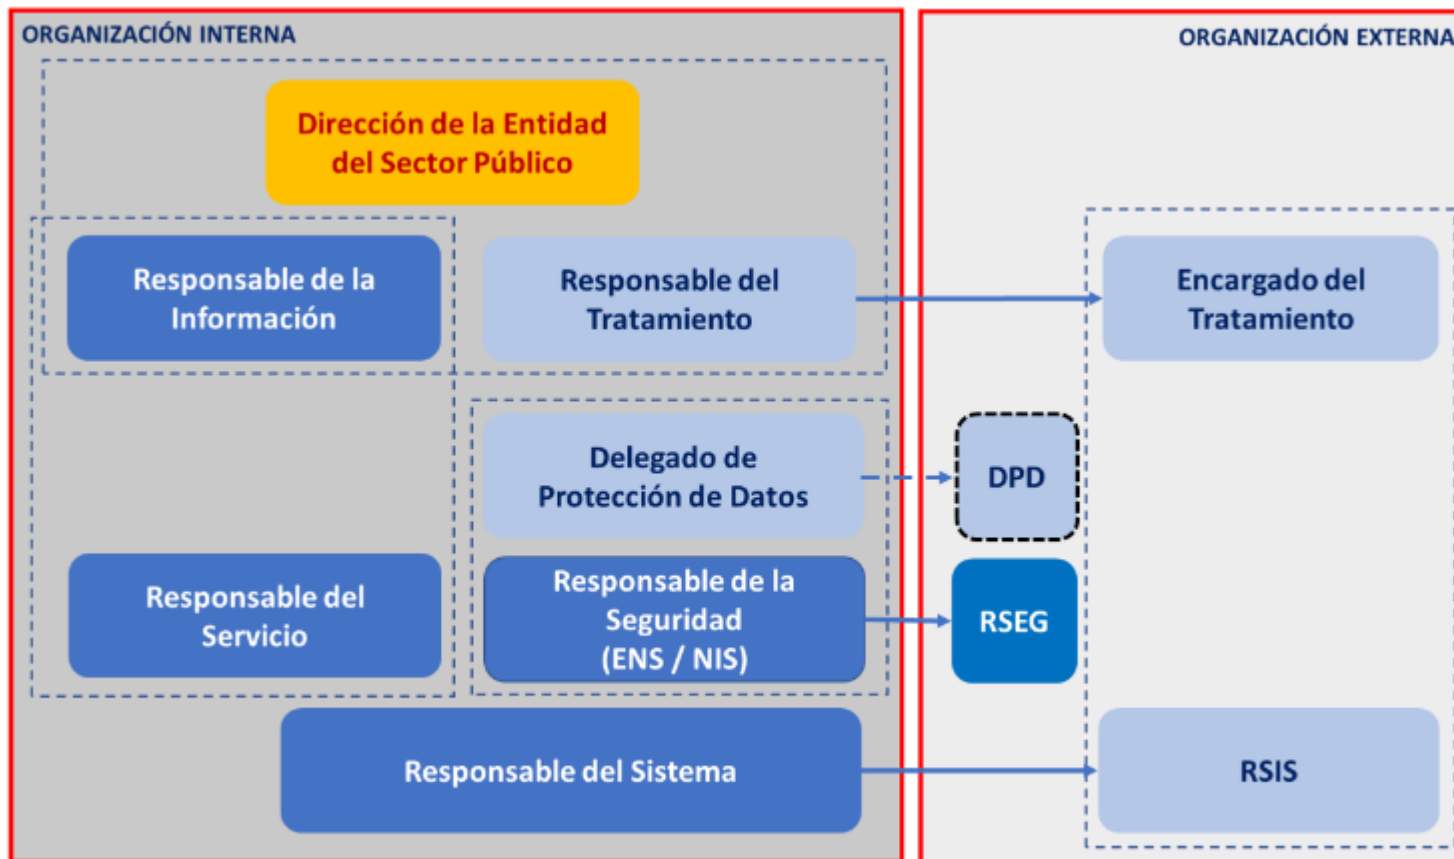 ORGANIZACIÓN INTERNA
ORGANIZACIÓN EXTERNA
Dirección de la Entidad
del Sector Público
Responsable de la
Información
Responsable del
Tratamiento
Encargado del
Tratamiento
Delegado de
Protección de Datos
DPD
Responsable del
Servicio
Responsable de la
Seguridad
(ENS / NIS)
RSEG
Responsable del Sistema
RSIS